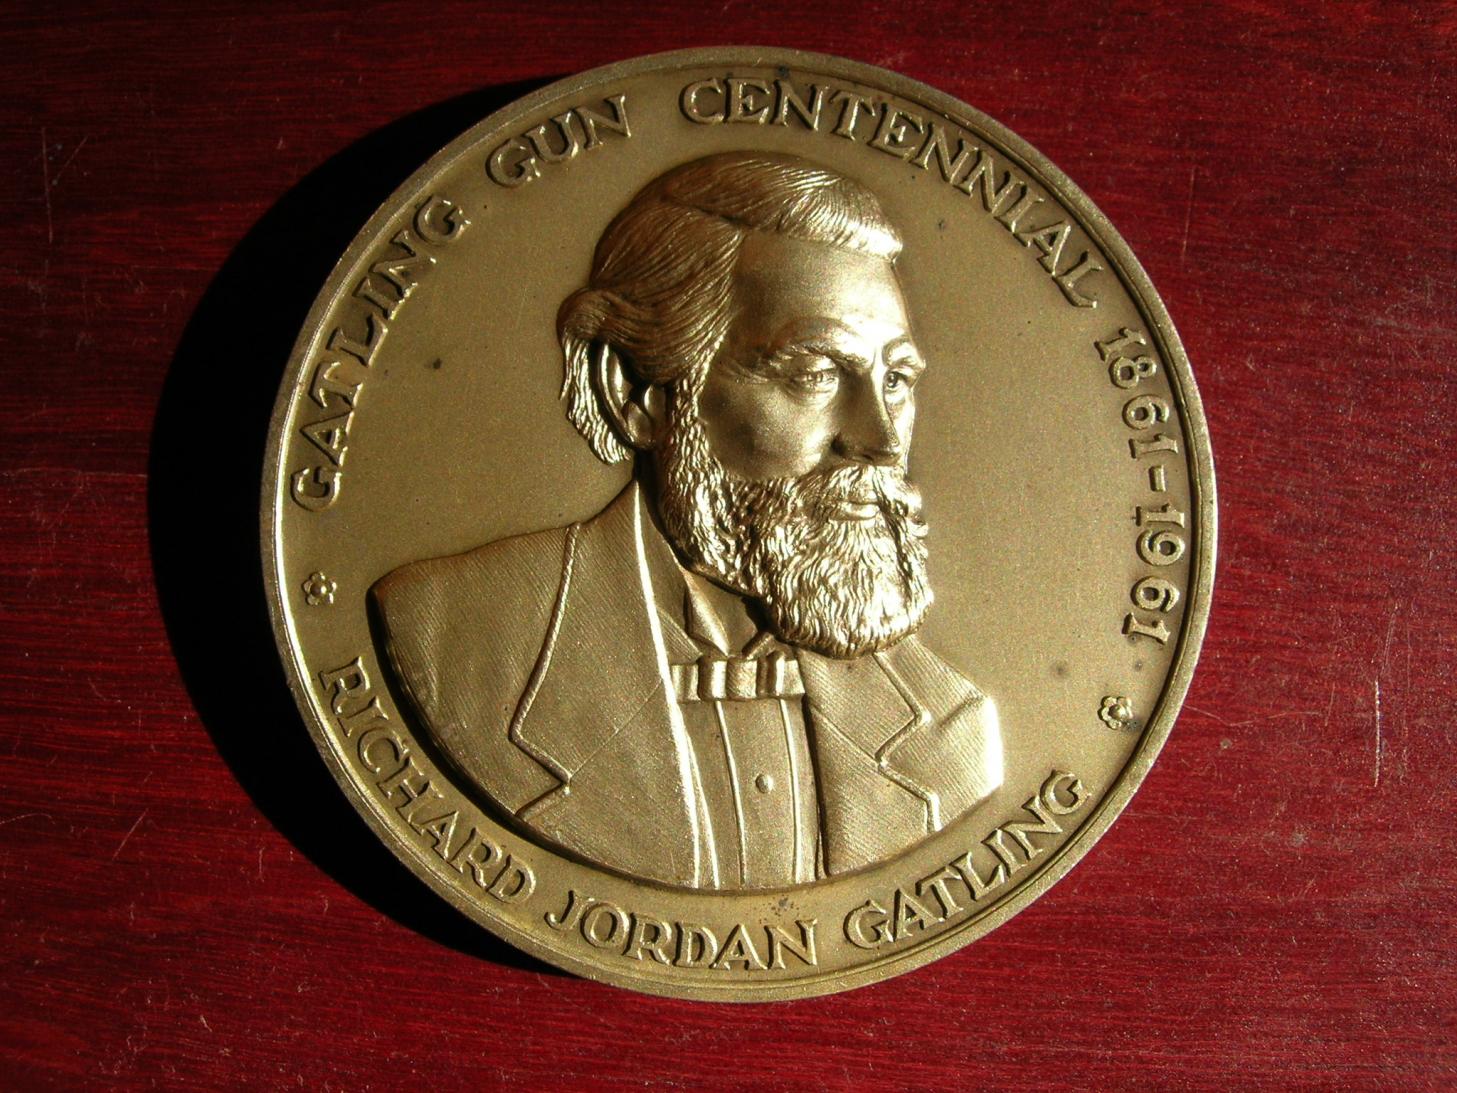 GATLING GUN CENTENNIAL 1861-1961
RICHARD JORDAN GATLING